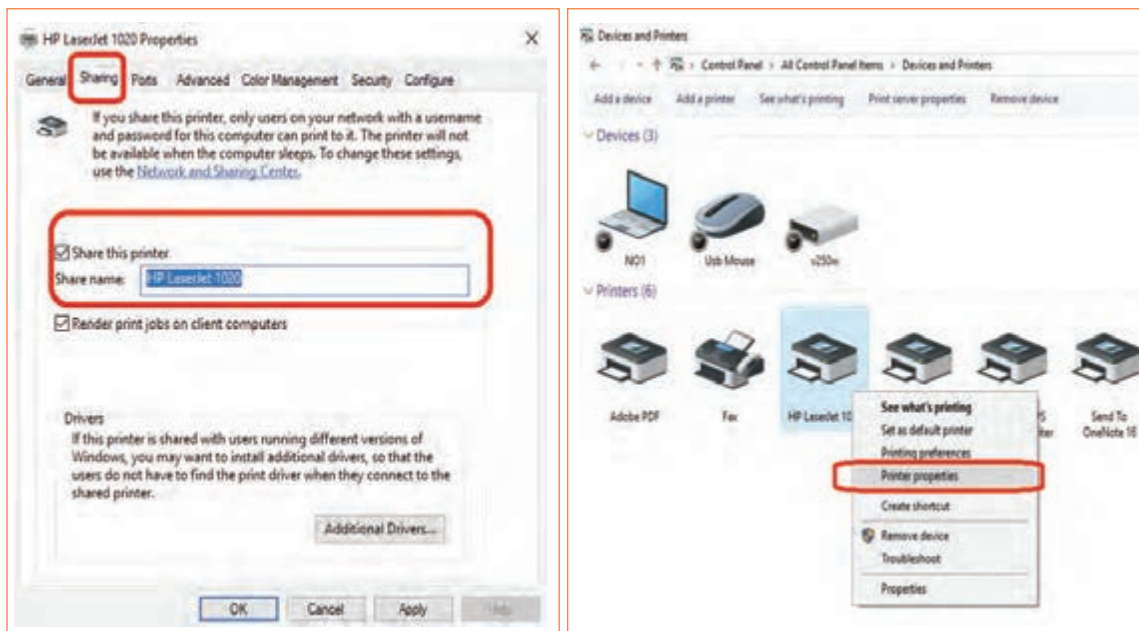 HP LaserJet 1020 Properties
General Sharing Ports Advanced Color Management Security Configure
If you share this printer, only users on your network with a username
and password for this computer can print to it. The printer will not
be available when the computer sleeps. To change these settings,
use the Network and Sharing Center.
Share this printer
Share name: HP LaserJet 1020
Render print jobs on client computers
Drivers
If this printer is shared with users running different versions of
Windows, you may want to install additional drivers, so that the
users do not have to find the print driver when they connect to the
shared printer.
Additional Drivers...
OK Cancel Apply Help
Devices and Printers
Control Panel › All Control Panel Items › Devices and Printers
Add a device Add a printer See what's printing Print server properties Remove device
Devices (3)
NO1 Usb Mouse v250w
Printers (6)
Adobe PDF Fax HP LaserJet 10
See what's printing
Set as default printer
Printing preferences
Printer properties
Create shortcut
Remove device
Troubleshoot
Properties
Send To
OneNote 16